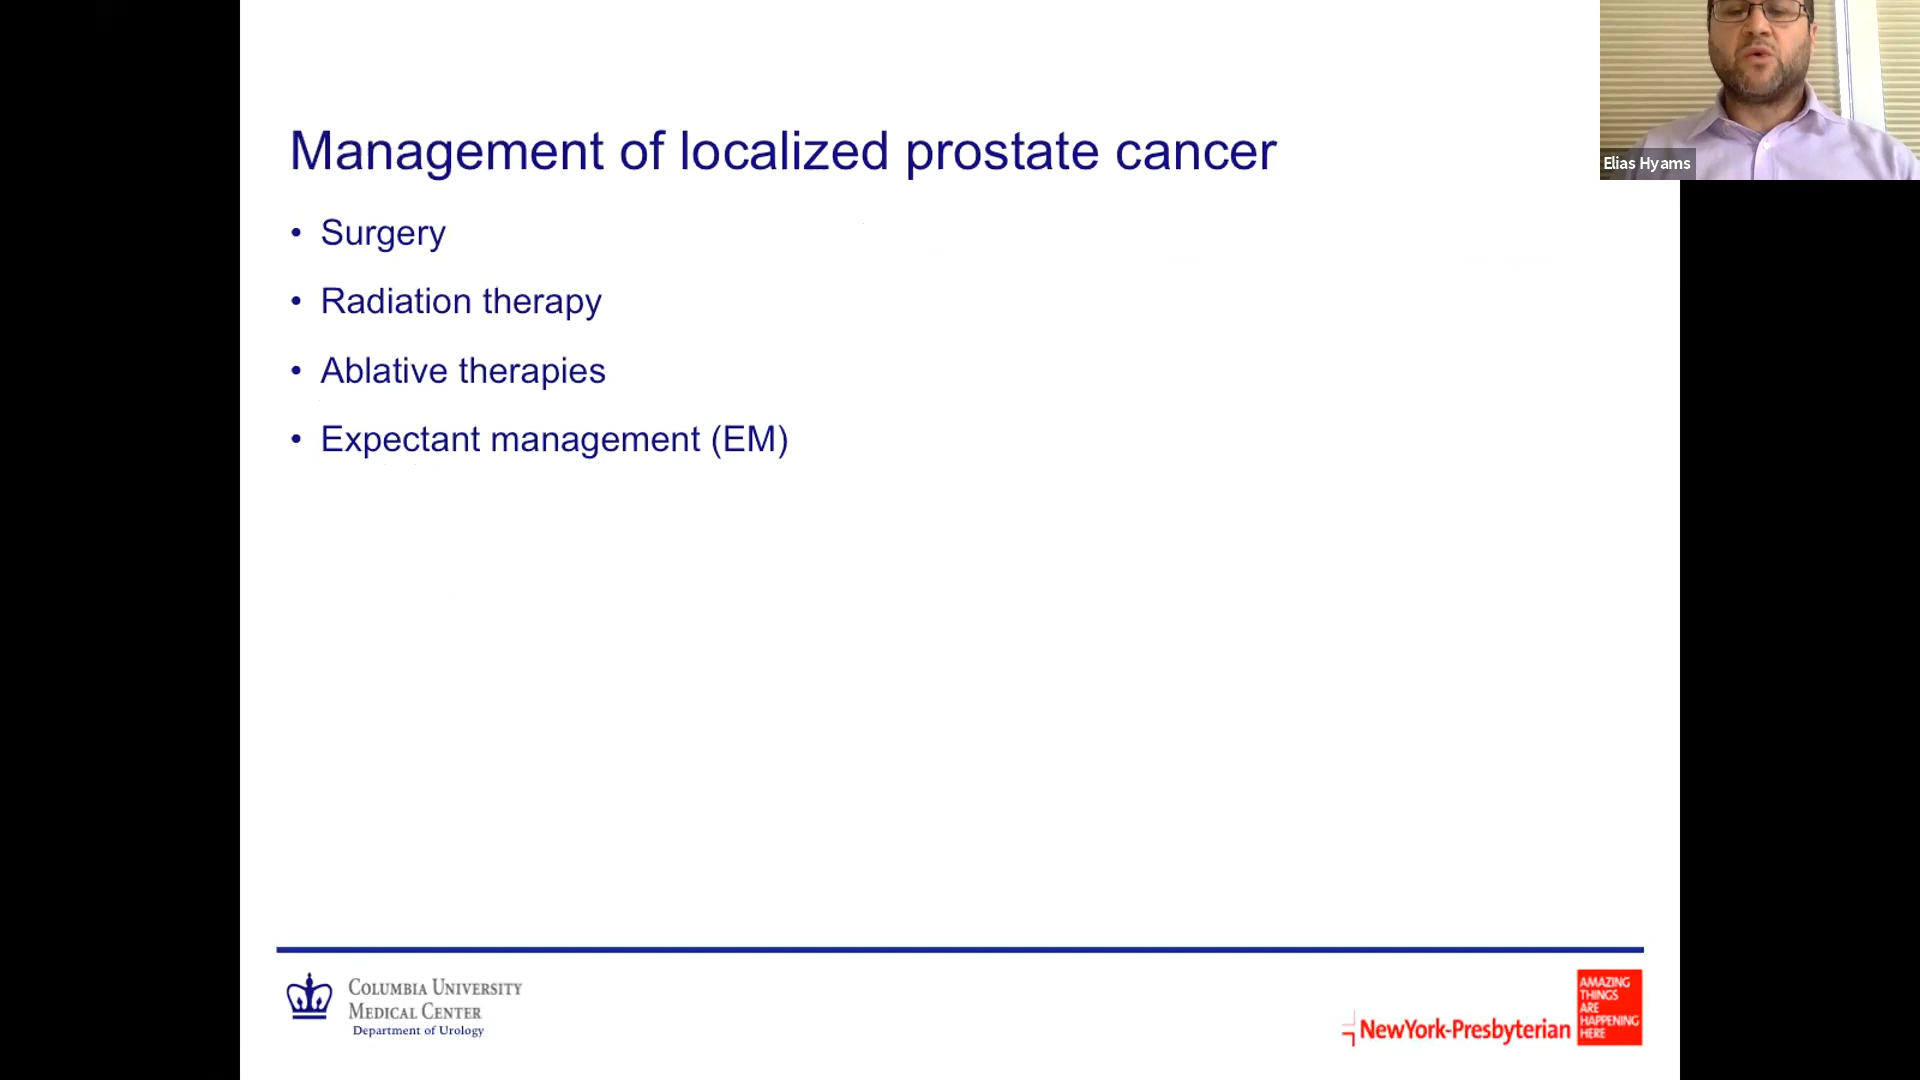 Management of localized prostate cancer
• Surgery
• Radiation therapy
• Ablative therapies
• Expectant management (EM)
Elias Hyams
COLUMBIA UNIVERSITY
MEDICAL CENTER
Department of Urology
NewYork-Presbyterian
AMAZING
THINGS
ARE
HAPPENING
HERE